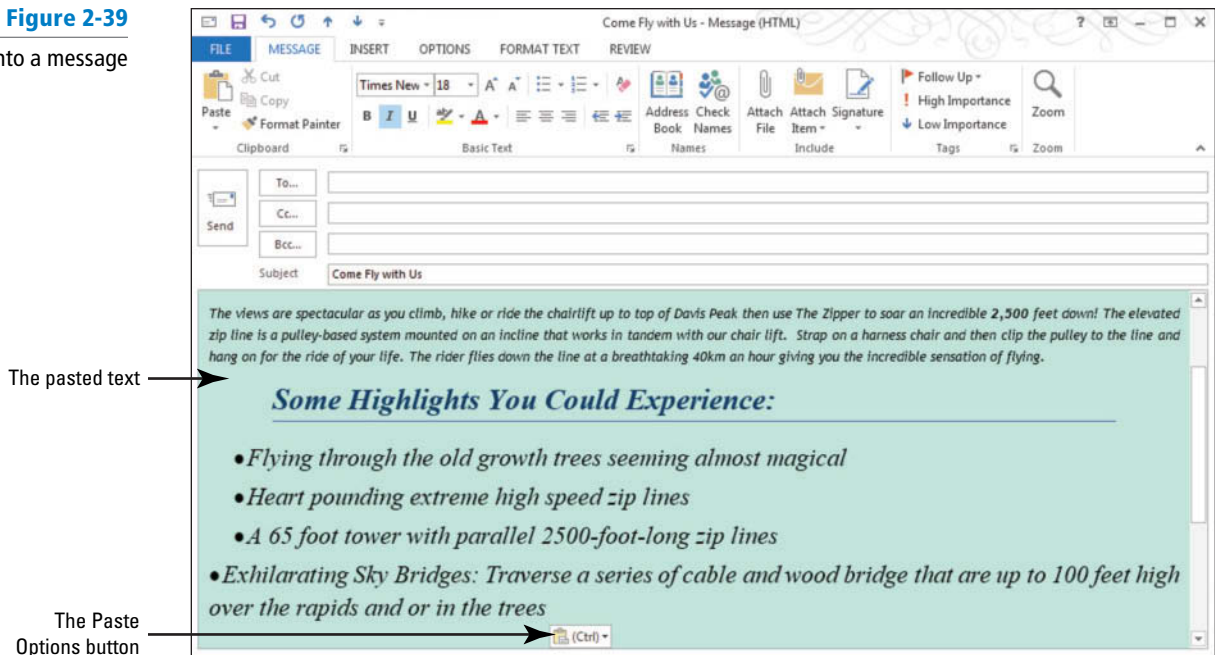 Figure 2-39
nto a message
Come Fly with Us - Message (HTML)
?
FILE MESSAGE INSERT OPTIONS FORMAT TEXT REVIEW
Paste
Cut
Copy
Format Painter
Clipboard
Times New 18 A A
B I U aby A
Basic Text
Address Book
Check Names
Names
Attach File
Attach Item
Signature
Include
Follow Up
High Importance
Low Importance
Tags
Zoom
Zoom
Send
To...
Cc...
Bcc...
Subject Come Fly with Us
The views are spectacular as you climb, hike or ride the chairlift up to top of Davis Peak then use The Zipper to soar an incredible 2,500 feet down! The elevated
zip line is a pulley-based system mounted on an incline that works in tandem with our chair lift. Strap on a harness chair and then clip the pulley to the line and
hang on for the ride of your life. The rider flies down the line at a breathtaking 40km an hour giving you the incredible sensation of flying.
The pasted text
Some Highlights You Could Experience:
•Flying through the old growth trees seeming almost magical
•Heart pounding extreme high speed zip lines
•A 65 foot tower with parallel 2500-foot-long zip lines
•Exhilarating Sky Bridges: Traverse a series of cable and wood bridge that are up to 100 feet high
over the rapids and or in the trees
The Paste
Options button
(Ctrl)